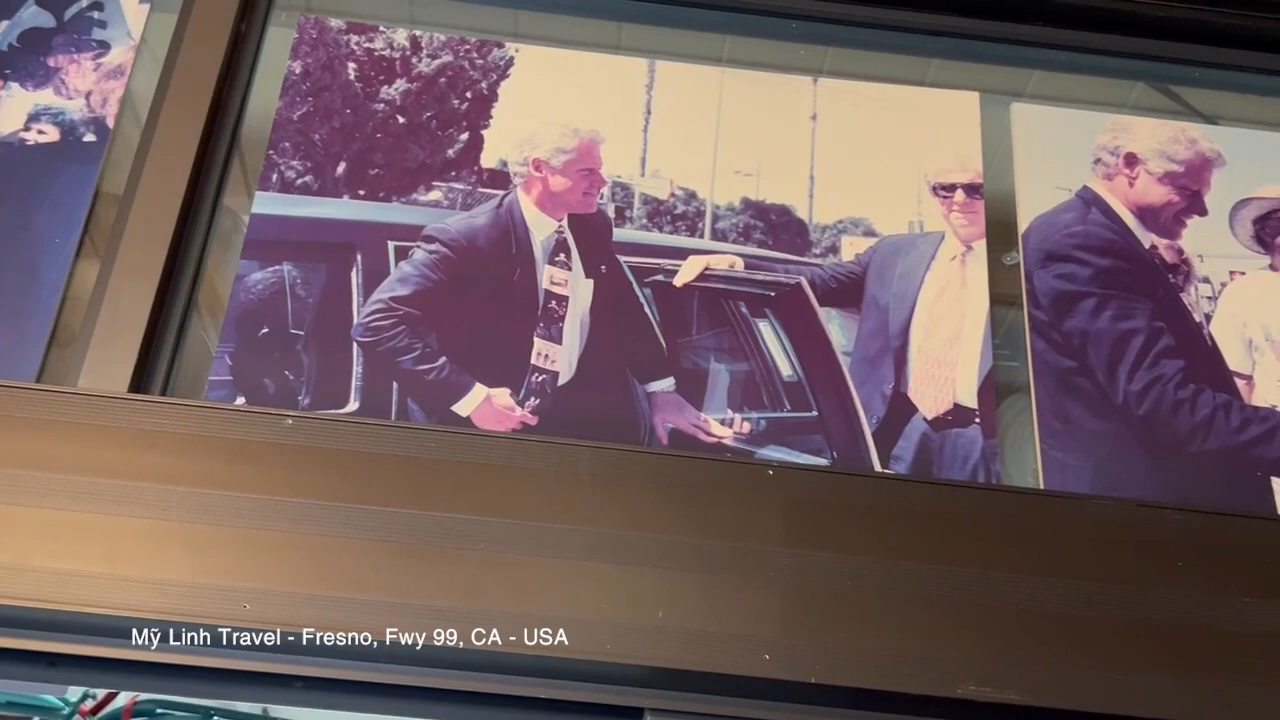 Mỹ Linh Travel - Fresno, Fwy 99, CA - USA